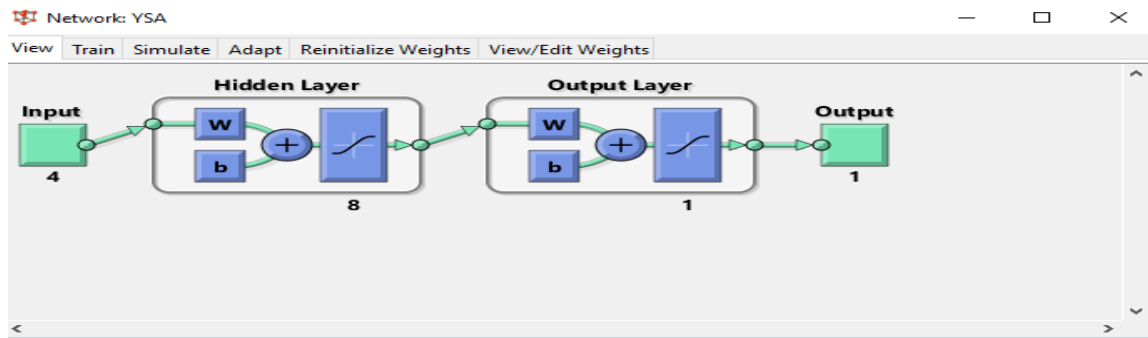 Network: YSA
View Train Simulate Adapt Reinitialize Weights View/Edit Weights
Hidden Layer Output Layer
Input Output
W W
b b
4 1
8 1